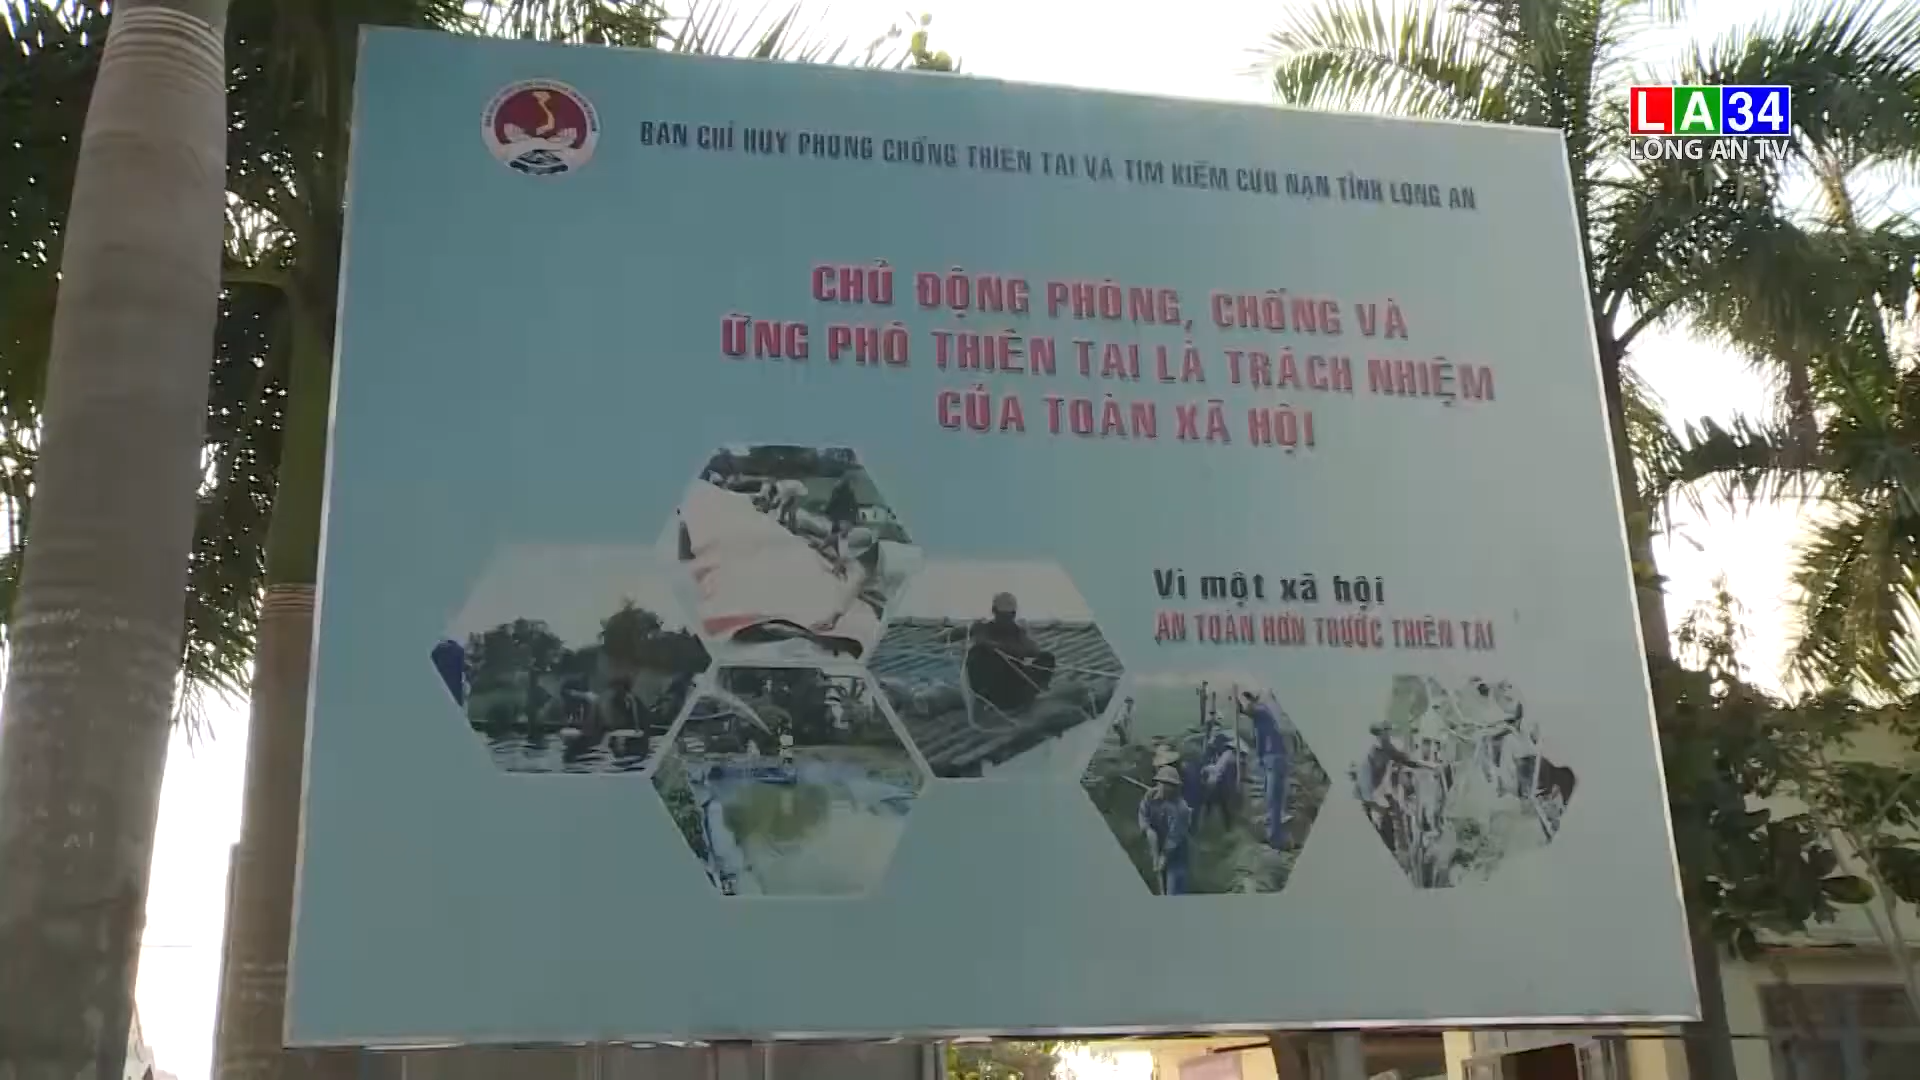 LA34
LONG AN TV
BAN CHỈ HUY PHÒNG CHỐNG THIÊN TAI VÀ TÌM KIẾM CỨU NẠN TỈNH LONG AN
CHỦ ĐỘNG PHÒNG, CHỐNG VÀ
ỨNG PHÓ THIÊN TAI LÀ TRÁCH NHIỆM
CỦA TOÀN XÃ HỘI
Vì một xã hội
AN TOÀN HƠN TRƯỚC THIÊN TAI